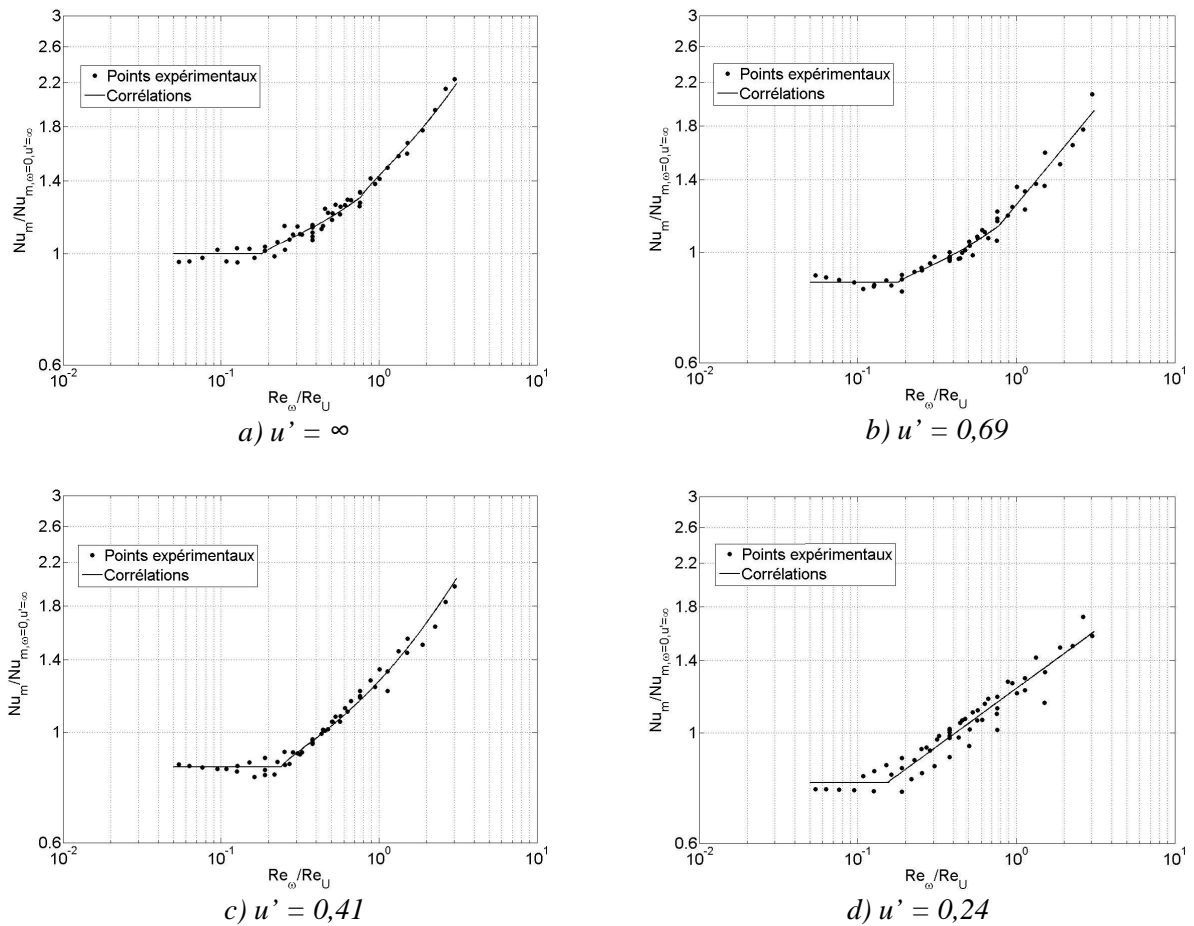 3
2.6
2.2
1.8
1.4
1
0.6
Nu_m/Nu_{m,ω=0,u'=∞}
Points expérimentaux
Corrélations
10^-2
10^-1
10^0
10^1
Re_ω/Re_U
a) u' = ∞
3
2.6
2.2
1.8
1.4
1
0.6
Nu_m/Nu_{m,ω=0,u'=∞}
Points expérimentaux
Corrélations
10^-2
10^-1
10^0
10^1
Re_ω/Re_U
b) u' = 0,69
3
2.6
2.2
1.8
1.4
1
0.6
Nu_m/Nu_{m,ω=0,u'=∞}
Points expérimentaux
Corrélations
10^-2
10^-1
10^0
10^1
Re_ω/Re_U
c) u' = 0,41
3
2.6
2.2
1.8
1.4
1
0.6
Nu_m/Nu_{m,ω=0,u'=∞}
Points expérimentaux
Corrélations
10^-2
10^-1
10^0
10^1
Re_ω/Re_U
d) u' = 0,24